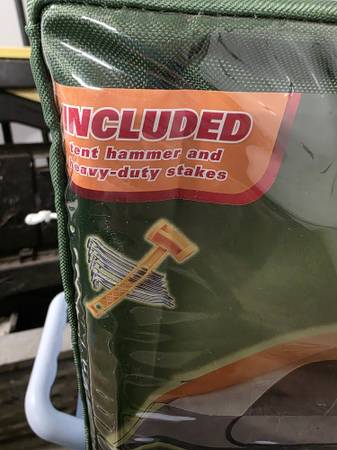 INCLUDED
tent hammer and
heavy-duty stakes